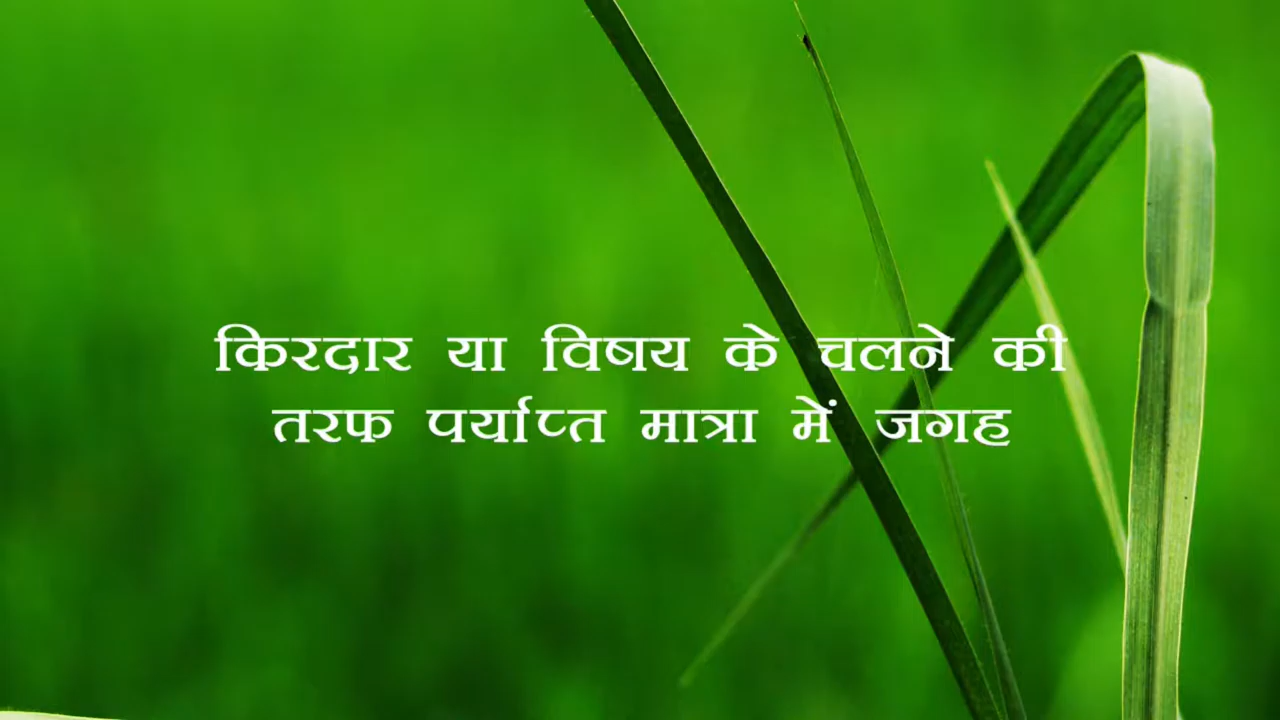 किरदार या विषय के चलने की
तरफ पर्याप्त मात्रा में जगह